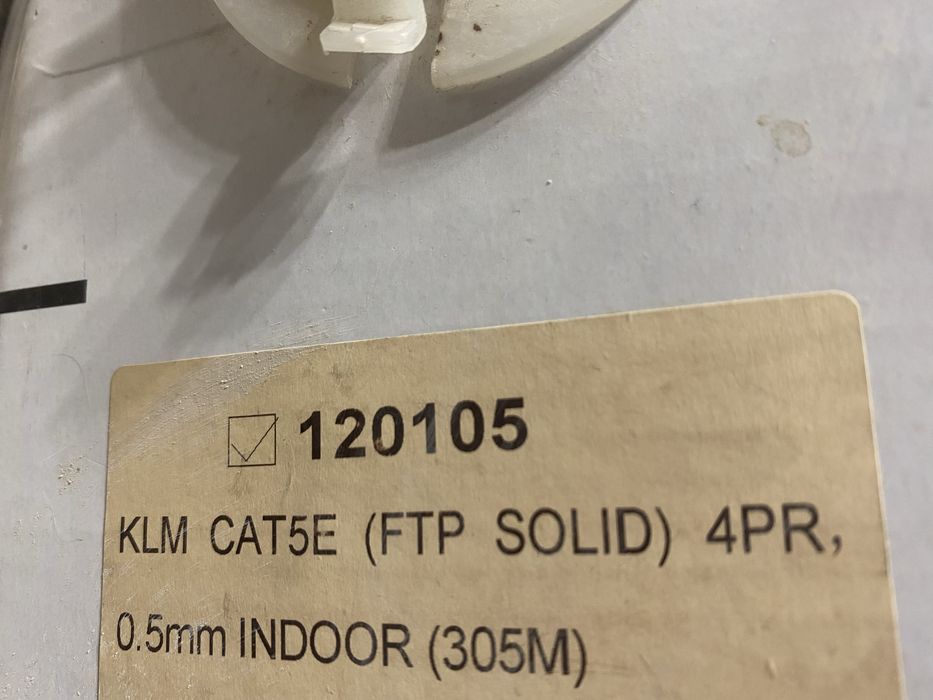 120105
KLM CAT5E (FTP SOLID) 4PR,
0.5mm INDOOR (305M)